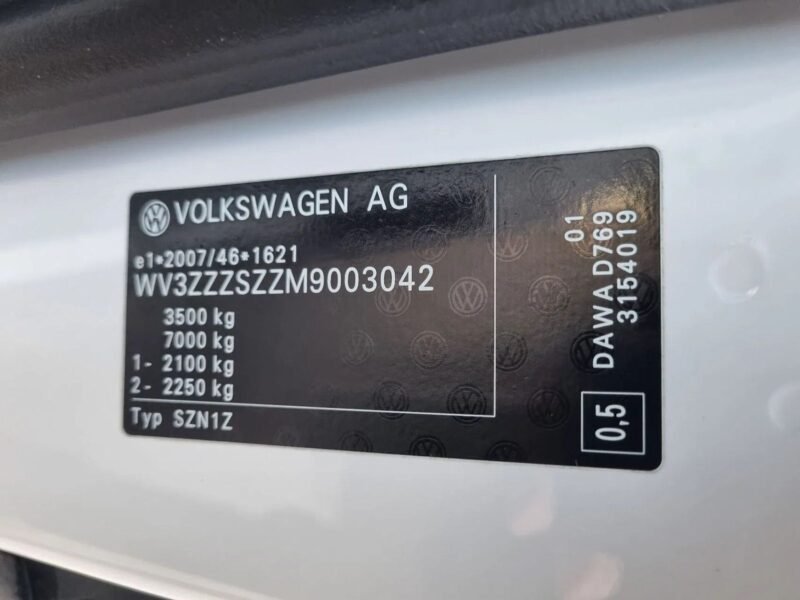 VOLKSWAGEN AG
e1*2007/46*1621
WV3ZZZSZZM9003042
3500 kg
7000 kg
1- 2100 kg
2- 2250 kg
Typ SZN1Z
01
DAWA D769
3154019
0,5